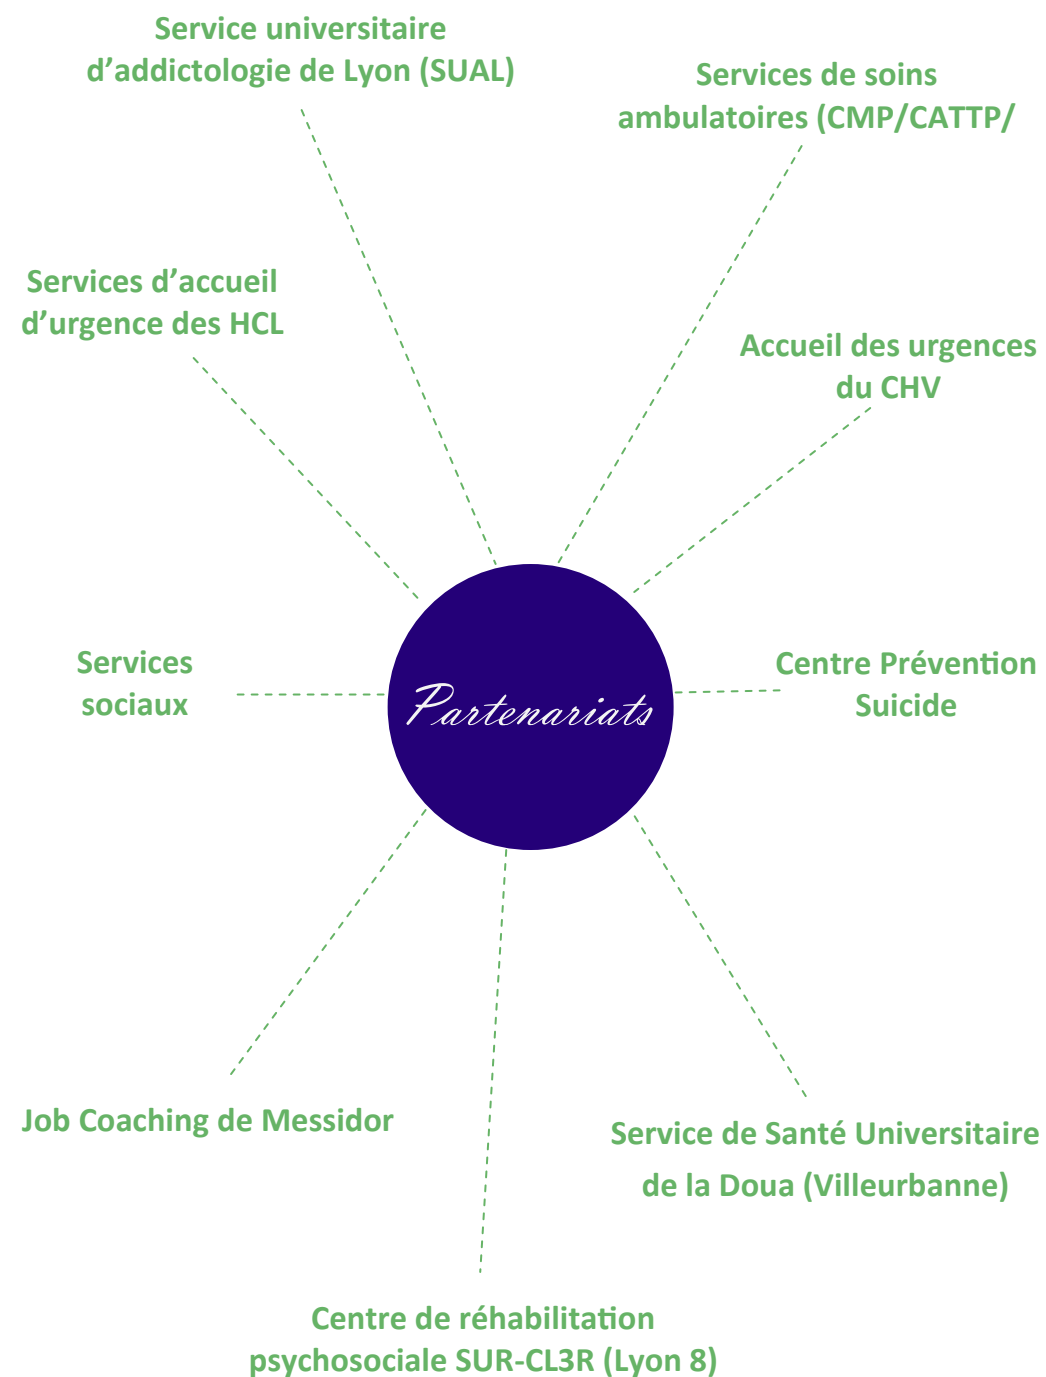 Service universitaire
d’addictologie de Lyon (SUAL)
Services de soins
ambulatoires (CMP/CATTP/
Services d’accueil
d’urgence des HCL
Accueil des urgences
du CHV
Services
sociaux
Partenariats
Centre Prévention
Suicide
Job Coaching de Messidor
Service de Santé Universitaire
de la Doua (Villeurbanne)
Centre de réhabilitation
psychosociale SUR-CL3R (Lyon 8)